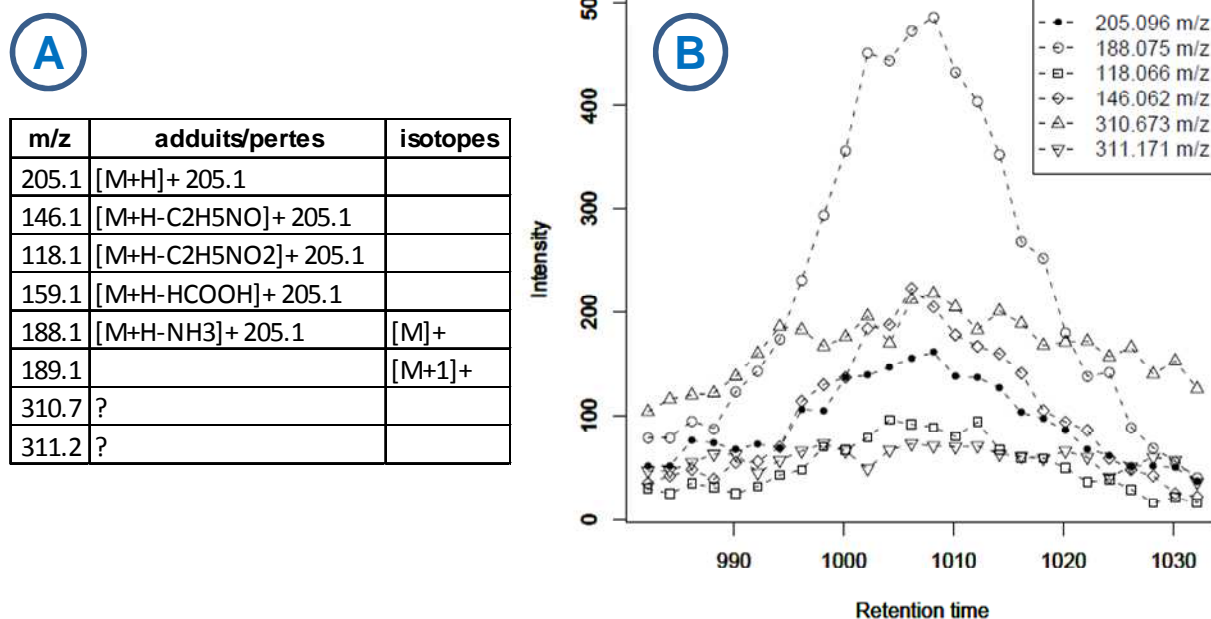 A
m/z adduits/pertes isotopes
205.1 [M+H]+ 205.1
146.1 [M+H-C2H5NO]+ 205.1
118.1 [M+H-C2H5NO2]+ 205.1
159.1 [M+H-HCOOH]+ 205.1
188.1 [M+H-NH3]+ 205.1 [M]+
189.1 [M+1]+
310.7 ?
311.2 ?
B
205.096 m/z
188.075 m/z
118.066 m/z
146.062 m/z
310.673 m/z
311.171 m/z
400
300
200
100
0
Intensity
990 1000 1010 1020 1030
Retention time